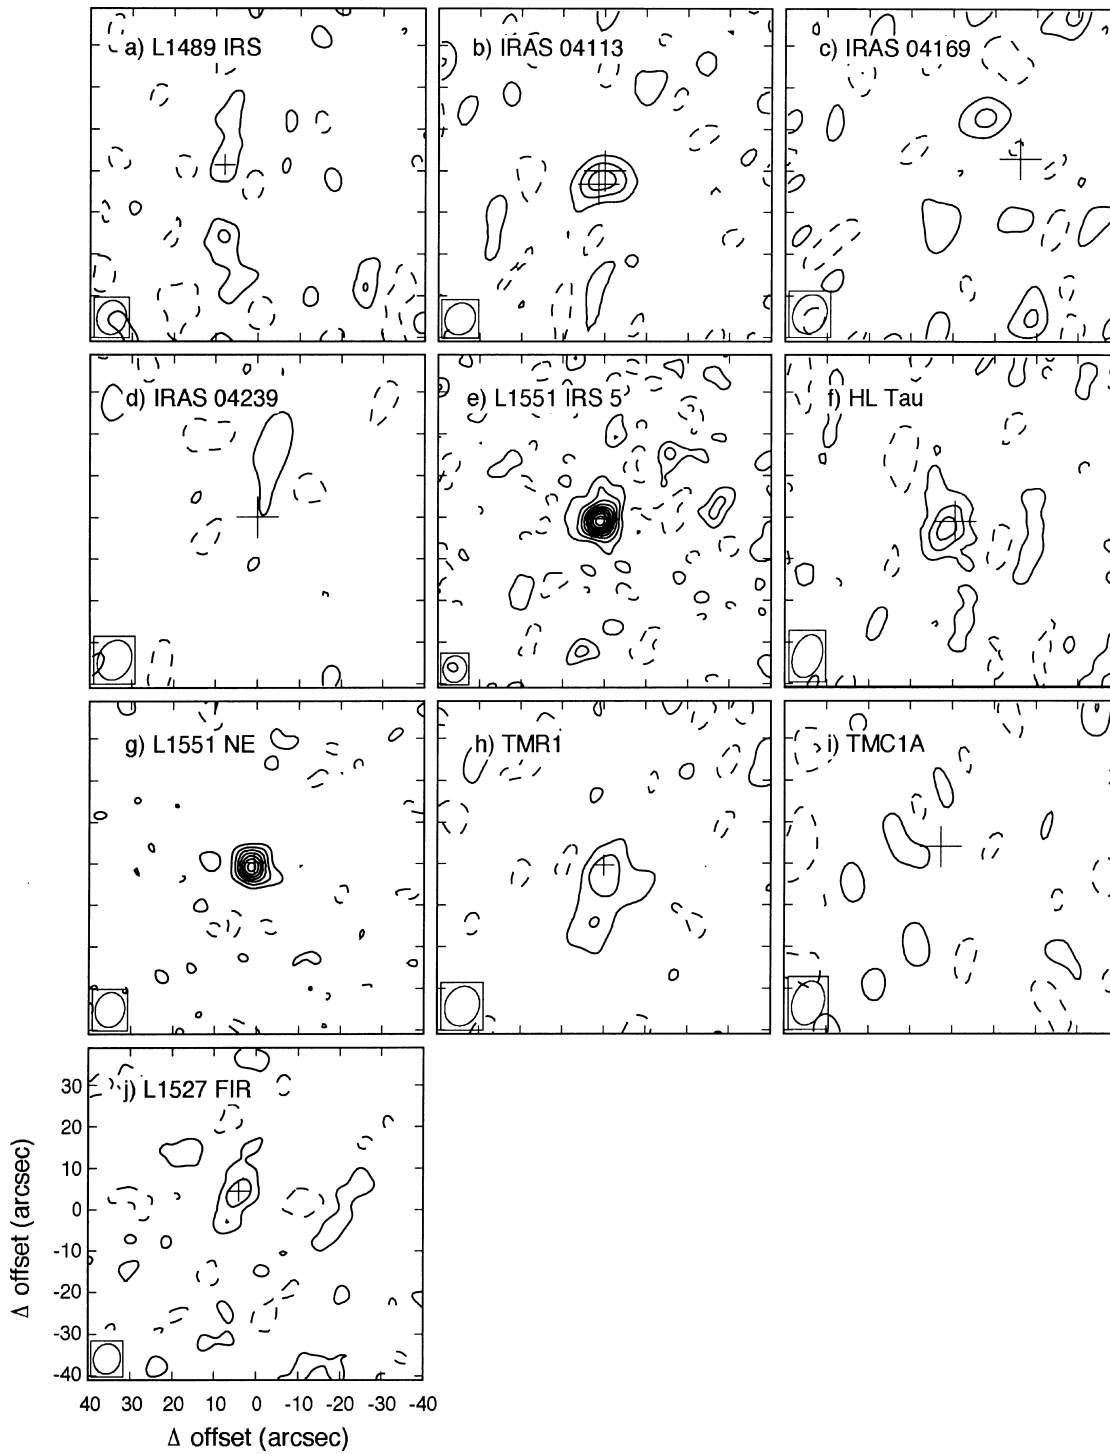 a) L1489 IRS
b) IRAS 04113
c) IRAS 04169
d) IRAS 04239
e) L1551 IRS 5
f) HL Tau
g) L1551 NE
h) TMR1
i) TMC1A
j) L1527 FIR
30
20
10
0
-10
-20
-30
-40
Δ offset (arcsec)
40 30 20 10 0 -10 -20 -30 -40
Δ offset (arcsec)